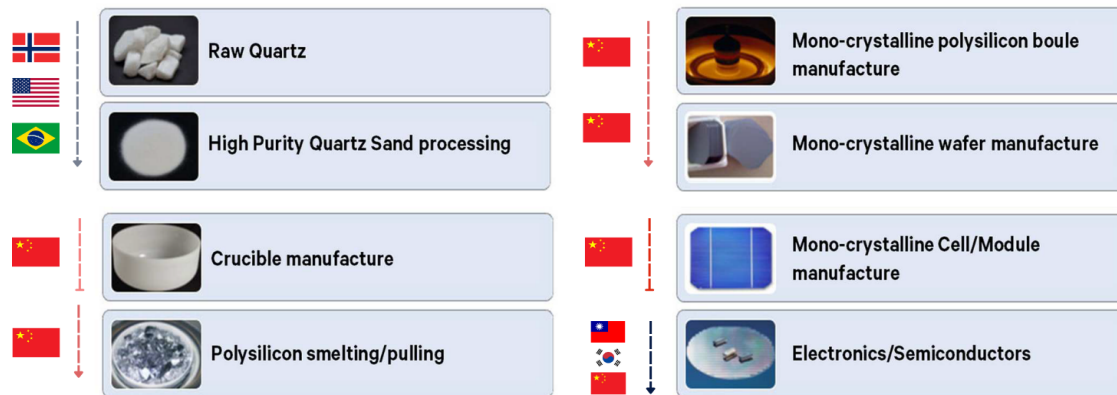 Raw Quartz
High Purity Quartz Sand processing
Crucible manufacture
Polysilicon smelting/pulling
Mono-crystalline polysilicon boule
manufacture
Mono-crystalline wafer manufacture
Mono-crystalline Cell/Module
manufacture
Electronics/Semiconductors